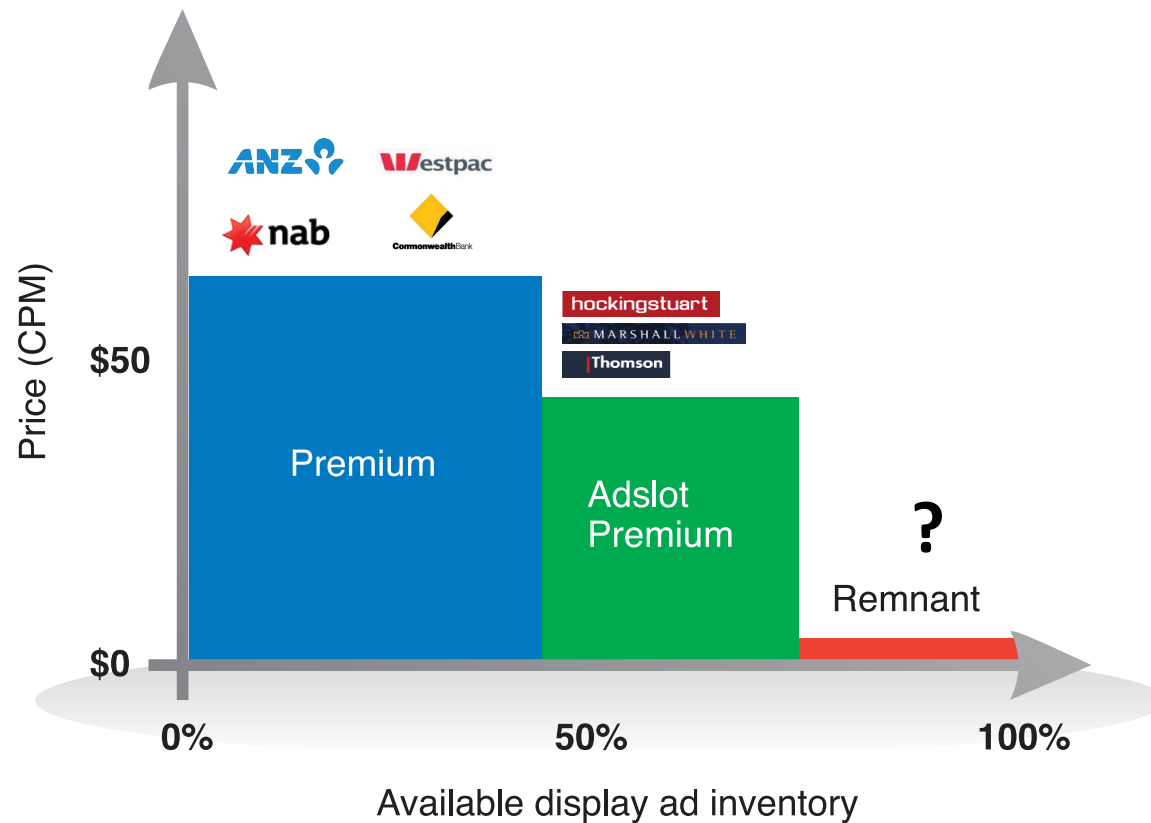 ANZ
Westpac
nab
CommonwealthBank
hockingstuart
MARSHALL WHITE
Thomson
Price (CPM)
$50
$0
Premium
Adslot
Premium
?
Remnant
0%
50%
100%
Available display ad inventory